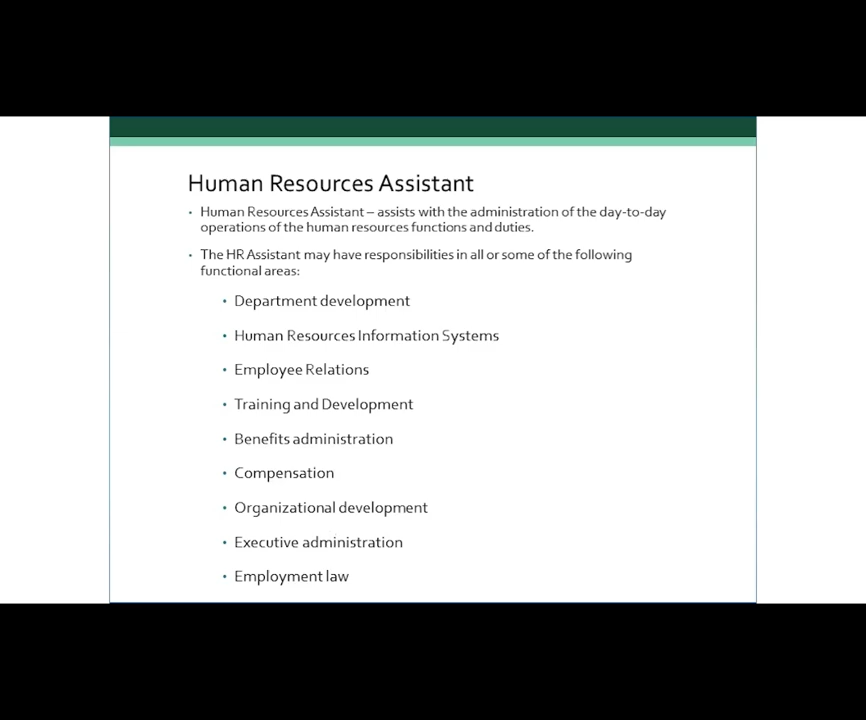 Human Resources Assistant
• Human Resources Assistant – assists with the administration of the day-to-day
operations of the human resources functions and duties.
• The HR Assistant may have responsibilities in all or some of the following
functional areas:
• Department development
• Human Resources Information Systems
• Employee Relations
• Training and Development
• Benefits administration
• Compensation
• Organizational development
• Executive administration
• Employment law